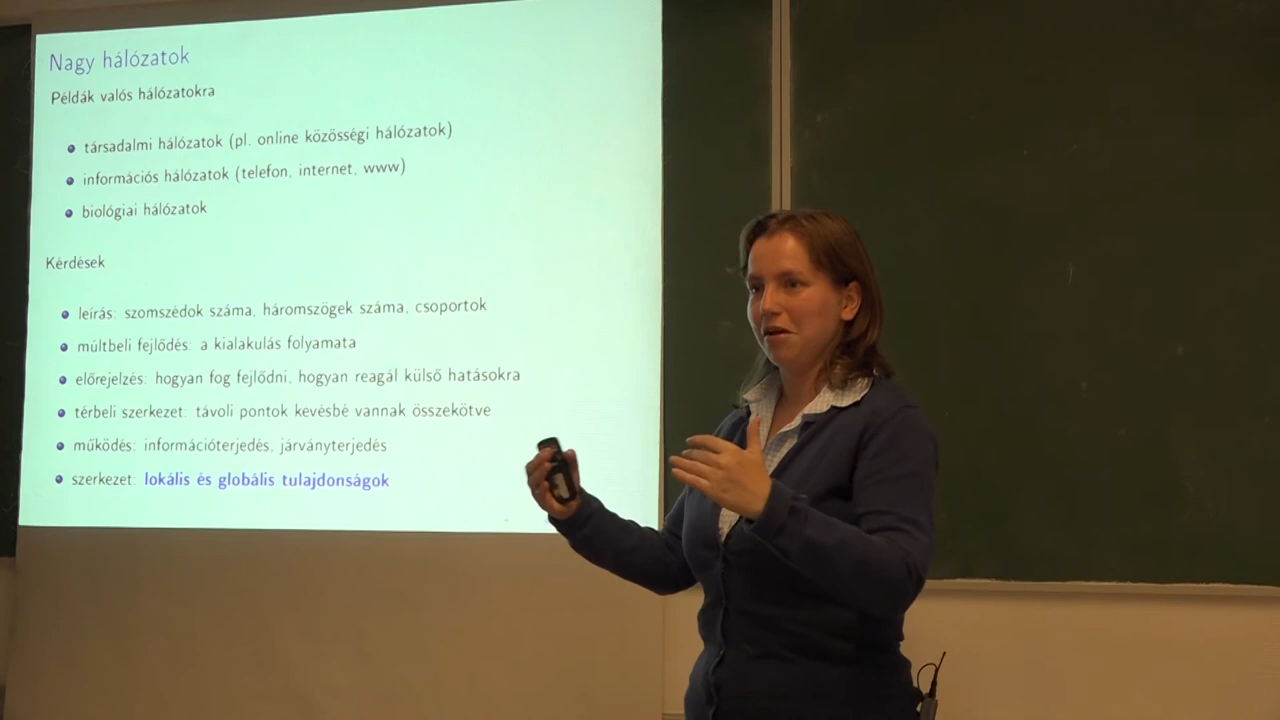 Nagy hálózatok
Példák valós hálózatokra
társadalmi hálózatok (pl. online közösségi hálózatok)
információs hálózatok (telefon, internet, www)
biológiai hálózatok
Kérdések
leírás: szomszédok száma, háromszögek száma, csoportok
múltbeli fejlődés: a kialakulás folyamata
előrejelzés: hogyan fog fejlődni, hogyan reagál külső hatásokra
térbeli szerkezet: távoli pontok kevésbé vannak összekötve
működés: információterjedés, járványterjedés
szerkezet: lokális és globális tulajdonságok